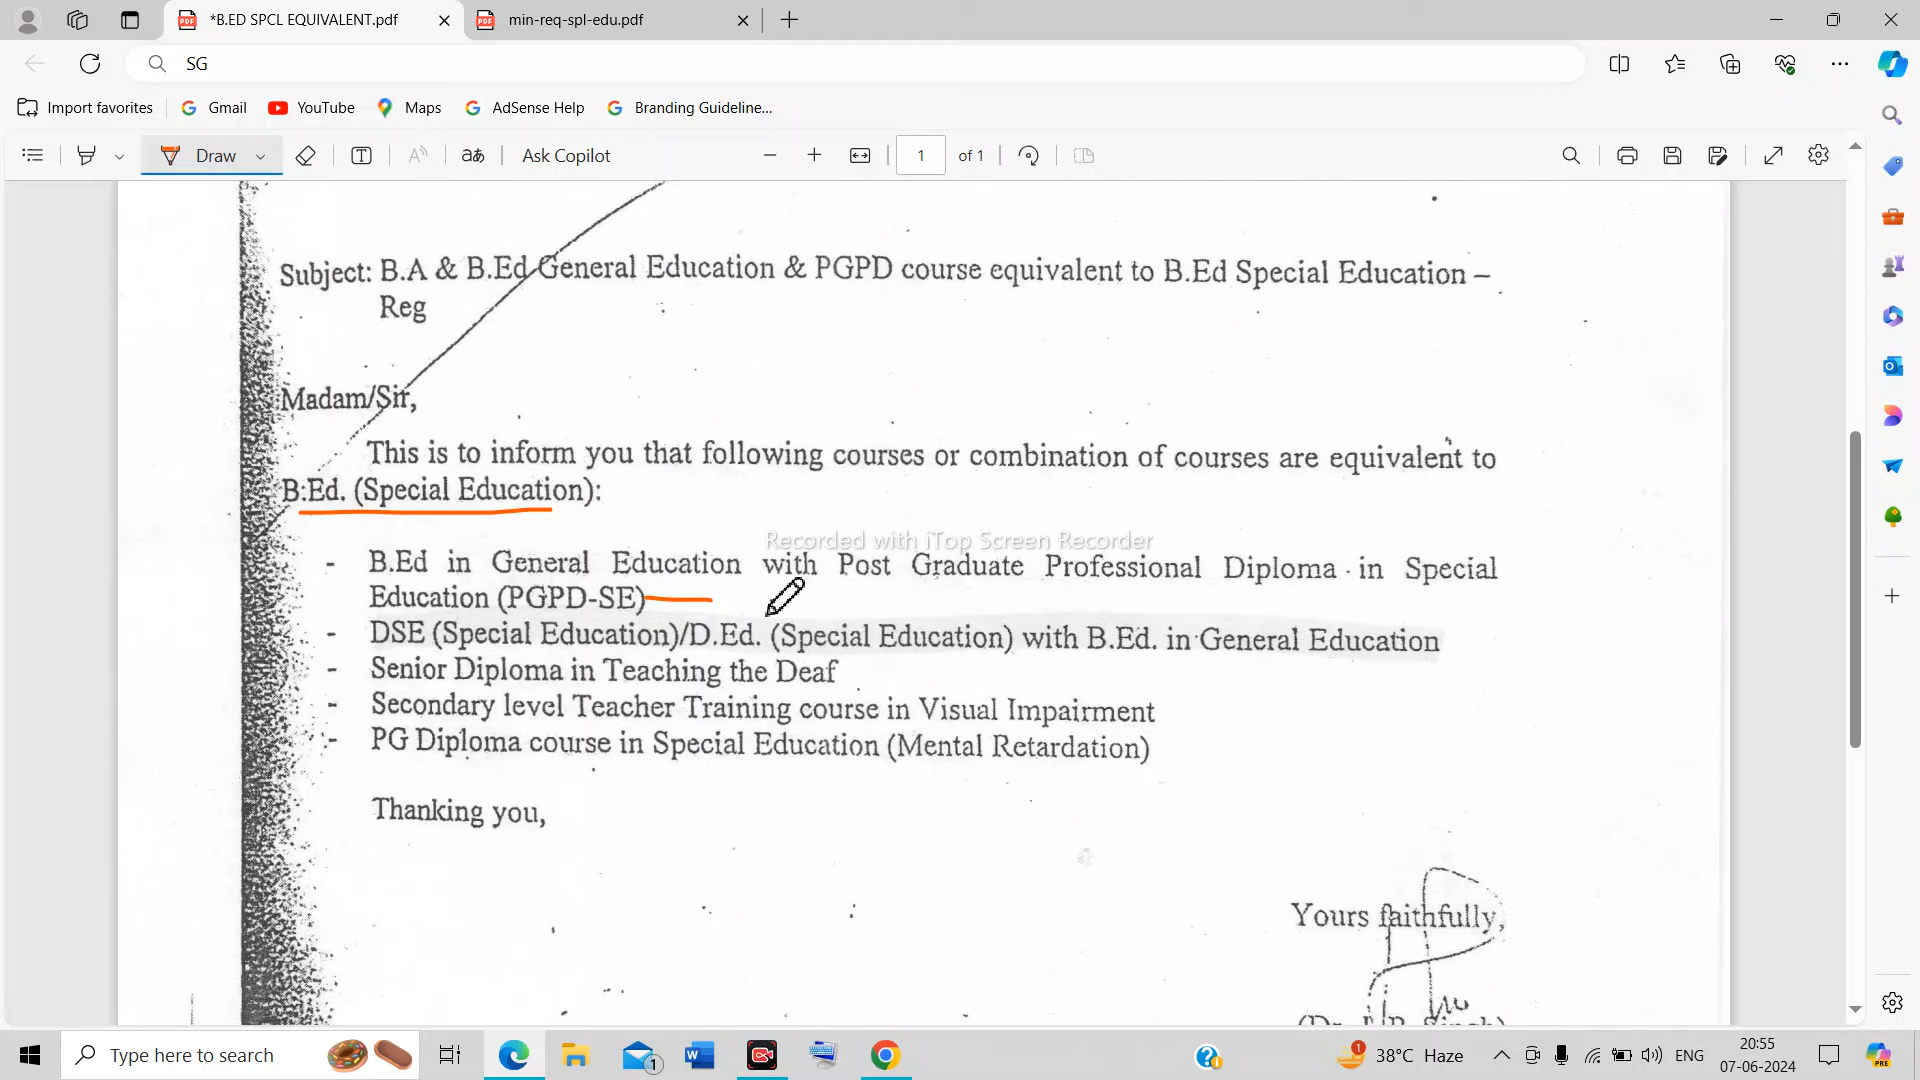 *B.ED SPCL EQUIVALENT.pdf
min-req-spl-edu.pdf
SG
Import favorites
Gmail
YouTube
Maps
AdSense Help
Branding Guideline...
Draw
Ask Copilot
1
of 1
Subject: B.A & B.Ed General Education & PGPD course equivalent to B.Ed Special Education –
Reg
Madam/Sir,
This is to inform you that following courses or combination of courses are equivalent to
B.Ed. (Special Education):
Recorded with iTop Screen Recorder
- B.Ed in General Education with Post Graduate Professional Diploma in Special
Education (PGPD-SE)
- DSE (Special Education)/D.Ed. (Special Education) with B.Ed. in General Education
- Senior Diploma in Teaching the Deaf
- Secondary level Teacher Training course in Visual Impairment
- PG Diploma course in Special Education (Mental Retardation)
Thanking you,
Yours faithfully,
Type here to search
1
1
38°C Haze
ENG
20:55
07-06-2024
PRE